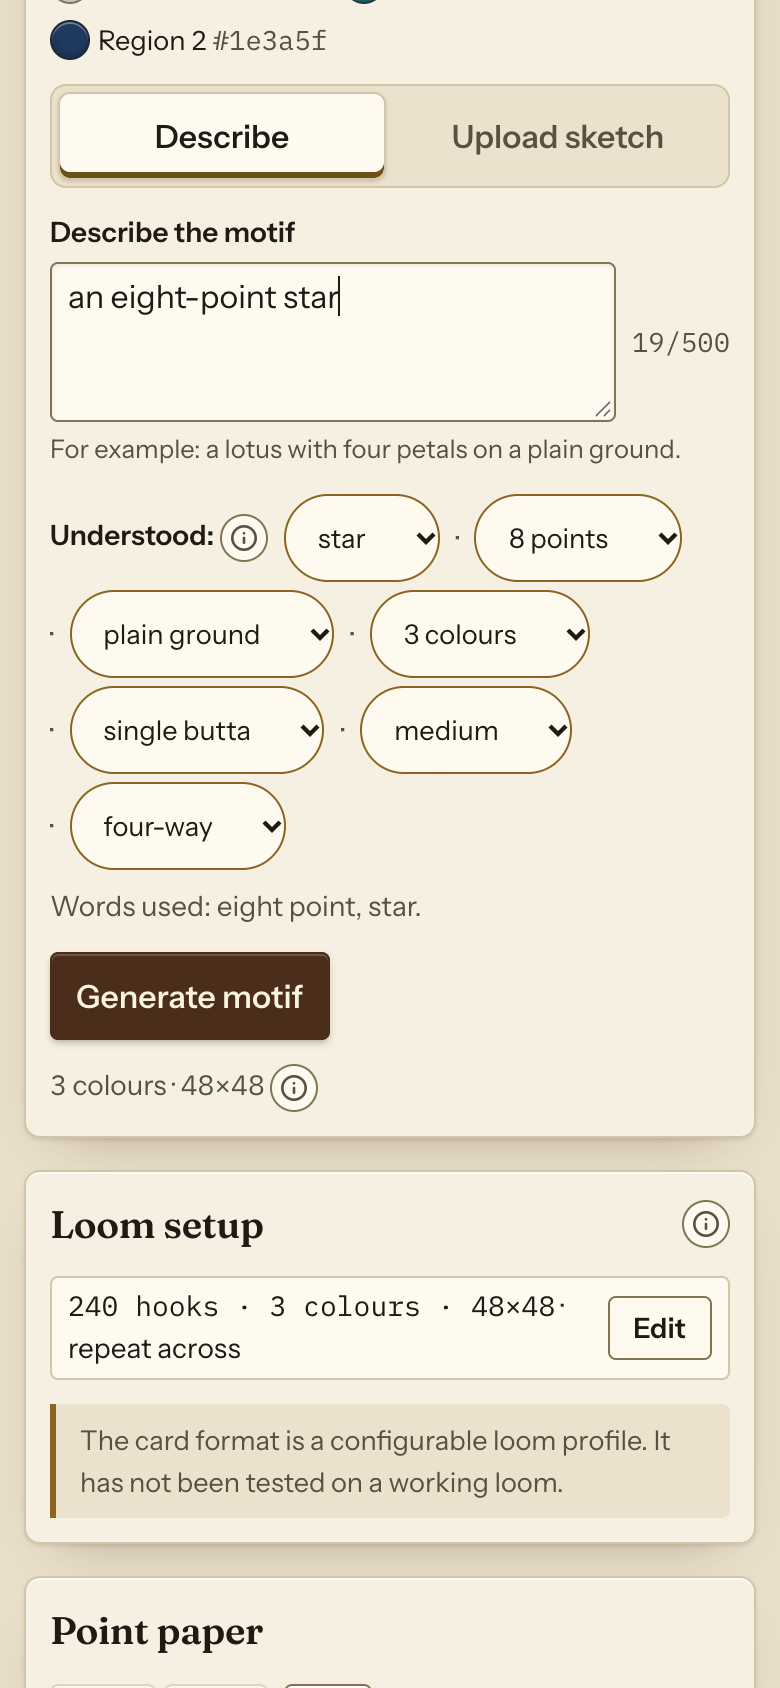 Region 2 #1e3a5f
Describe
Upload sketch
Describe the motif
an eight-point star
19/500
For example: a lotus with four petals on a plain ground.
Understood: star · 8 points
· plain ground · 3 colours
· single butta · medium
· four-way
Words used: eight point, star.
Generate motif
3 colours · 48×48
Loom setup
240 hooks · 3 colours · 48×48 ·
repeat across
Edit
The card format is a configurable loom profile. It
has not been tested on a working loom.
Point paper